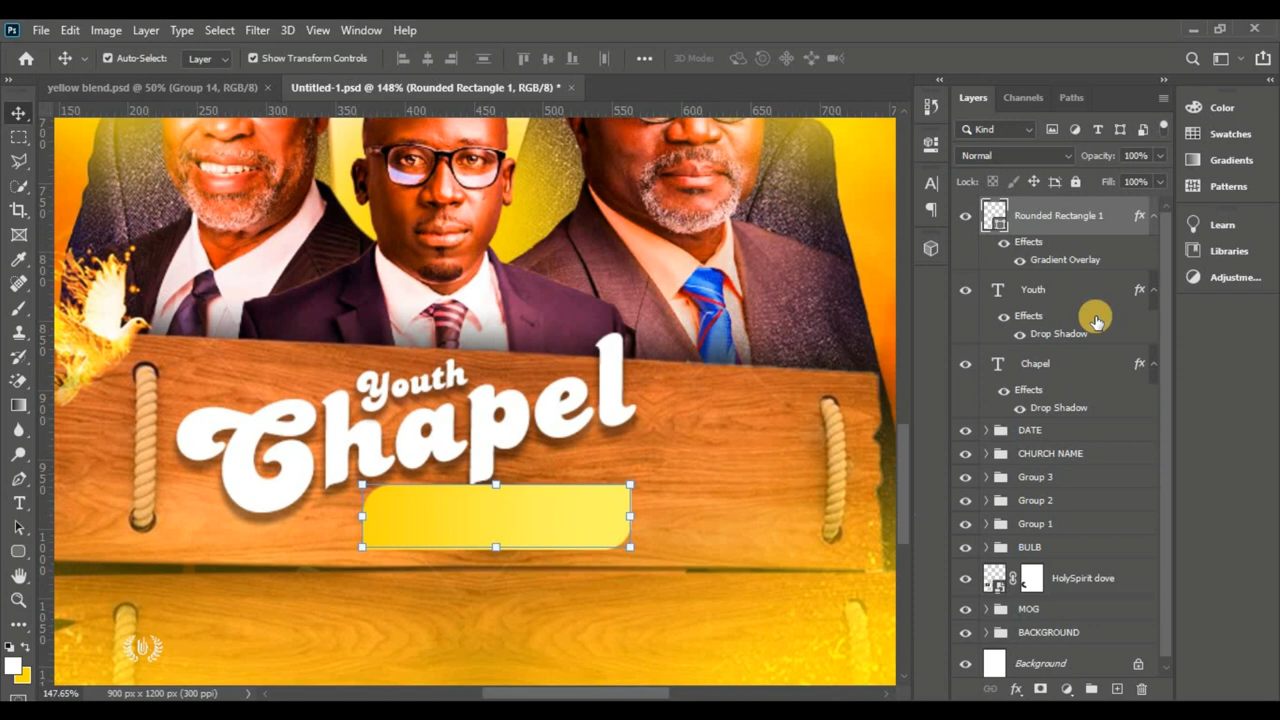 Ps File Edit Image Layer Type Select Filter 3D View Window Help
Auto-Select: Layer Show Transform Controls 3D Mode:
yellow blend.psd @ 50% (Group 14, RGB/8) × Untitled-1.psd @ 148% (Rounded Rectangle 1, RGB/8) * ×
150 400 450 500 550 600 650 700
Youth
Chapel
147.65% 900 px x 1200 px (300 ppi)
Layers Channels Paths
Kind
Normal Opacity: 100%
Lock: Fill: 100%
Rounded Rectangle 1 fx
Effects
Gradient Overlay
Youth fx
Effects
Drop Shadow
Chapel fx
Effects
Drop Shadow
DATE
CHURCH NAME
Group 3
Group 2
Group 1
BULB
HolySpirit dove
MOG
BACKGROUND
Background
fx
Color
Swatches
Gradients
Patterns
Learn
Libraries
Adjustme...